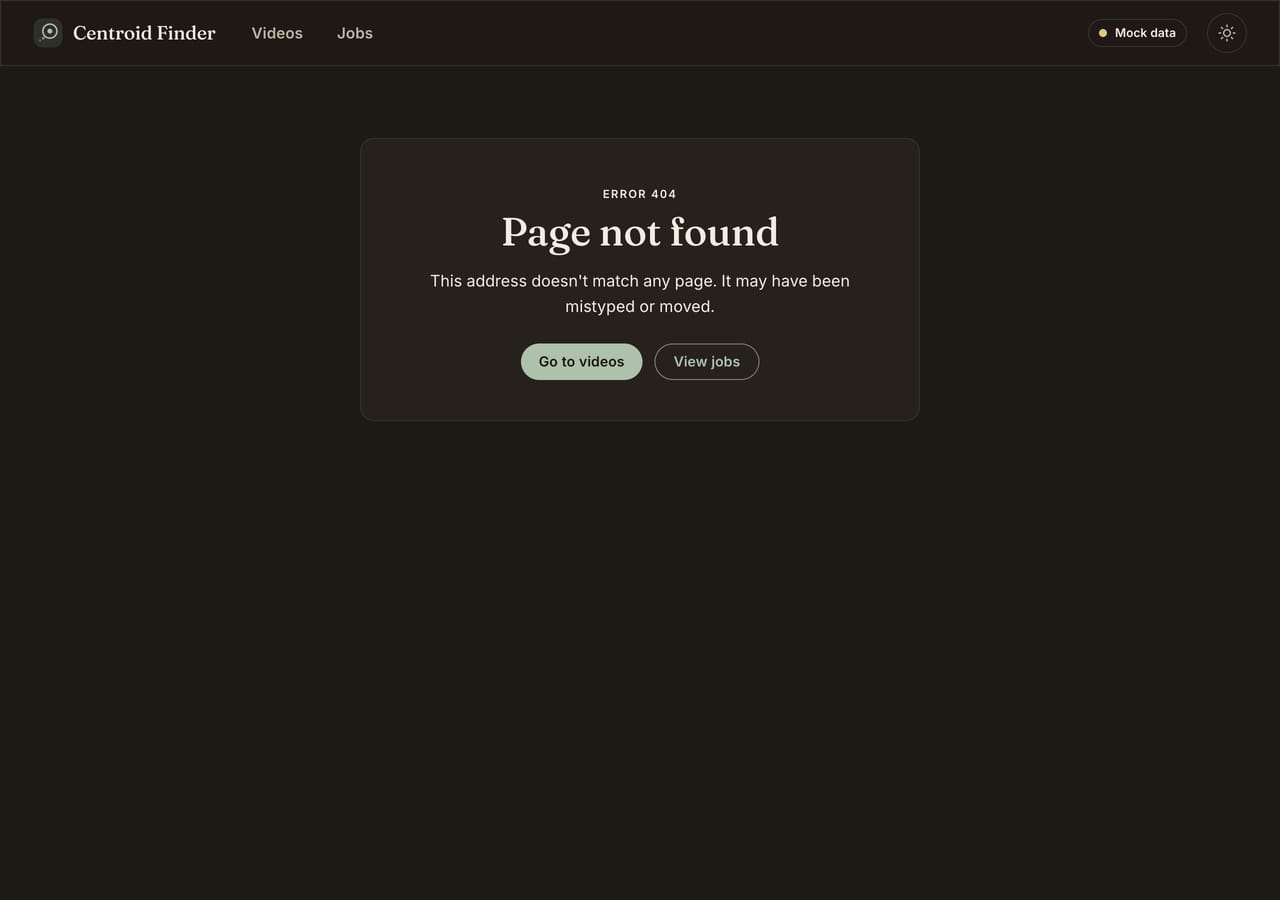 Centroid Finder
Videos
Jobs
Mock data
ERROR 404
Page not found
This address doesn't match any page. It may have been
mistyped or moved.
Go to videos
View jobs